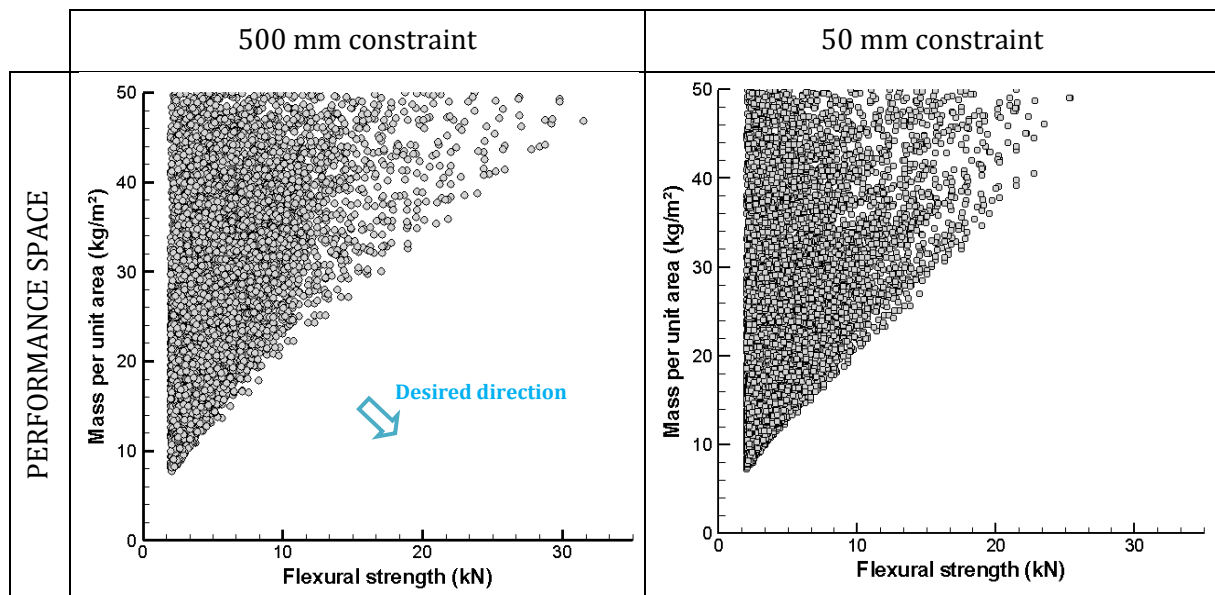 500 mm constraint
50 mm constraint
PERFORMANCE SPACE
Mass per unit area (kg/m²)
50
40
30
20
10
0
0
10
20
30
Flexural strength (kN)
Desired direction
Mass per unit area (kg/m²)
50
40
30
20
10
0
0
10
20
30
Flexural strength (kN)